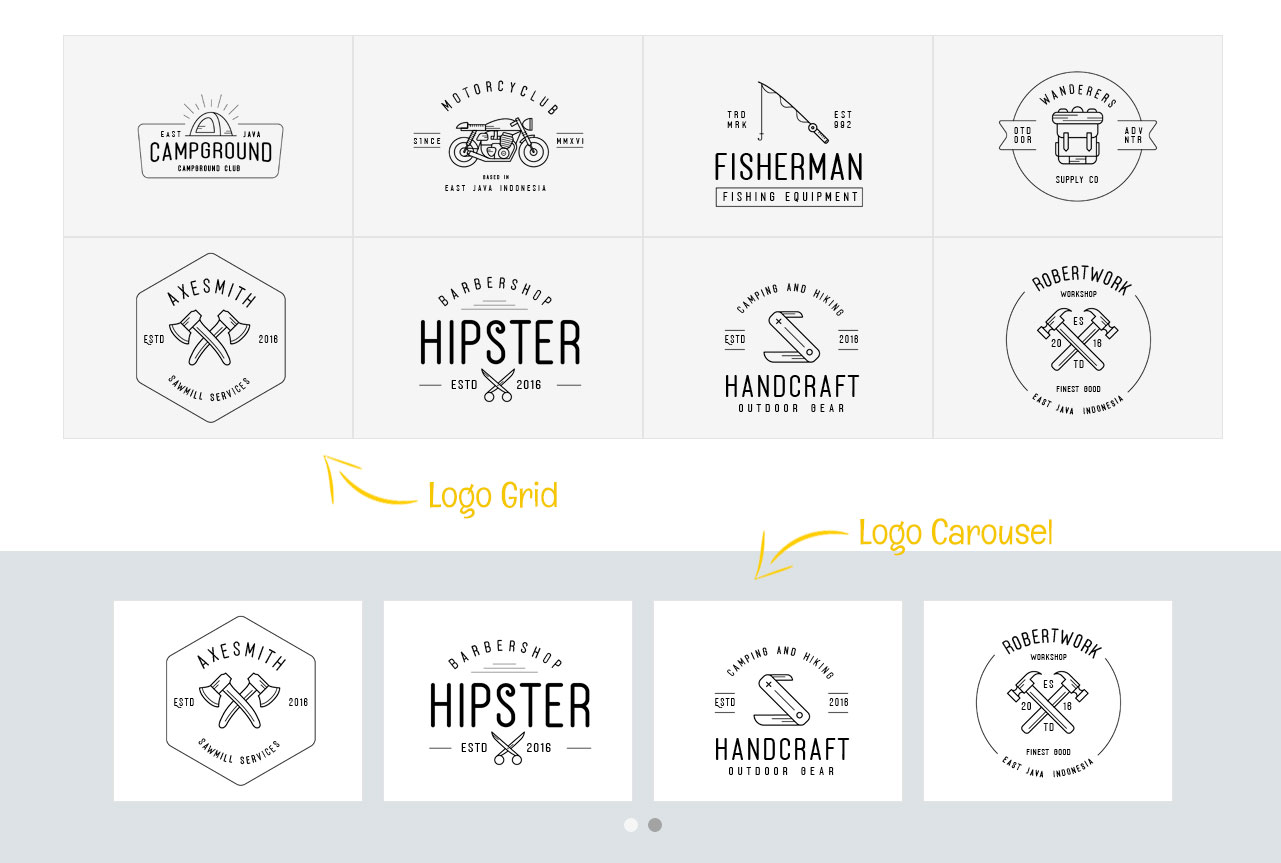 EAST JAVA
CAMPGROUND
CAMPGROUND CLUB
MOTORCYCLUB
S1NCE MMXVI
BASED IN
EAST JAVA INDONESIA
TRD EST
MRK 992
FISHERMAN
FISHING EQUIPMENT
WANDERERS
OTD ADV
OOR NTR
SUPPLY CO
AXESMITH
ESTD 2016
SAWMILL SERVICES
BARBERSHOP
HIPSTER
ESTD 2016
CAMPING AND HIKING
ESTD 2016
HANDCRAFT
OUTDOOR GEAR
ROBERTWORK
WORKSHOP
ES
20 16
TD
FINEST GOOD
EAST JAVA INDONESIA
Logo Grid
Logo Carousel
AXESMITH
ESTD 2016
SAWMILL SERVICES
BARBERSHOP
HIPSTER
ESTD 2016
CAMPING AND HIKING
ESTD 2016
HANDCRAFT
OUTDOOR GEAR
ROBERTWORK
WORKSHOP
ES
20 16
TD
FINEST GOOD
EAST JAVA INDONESIA